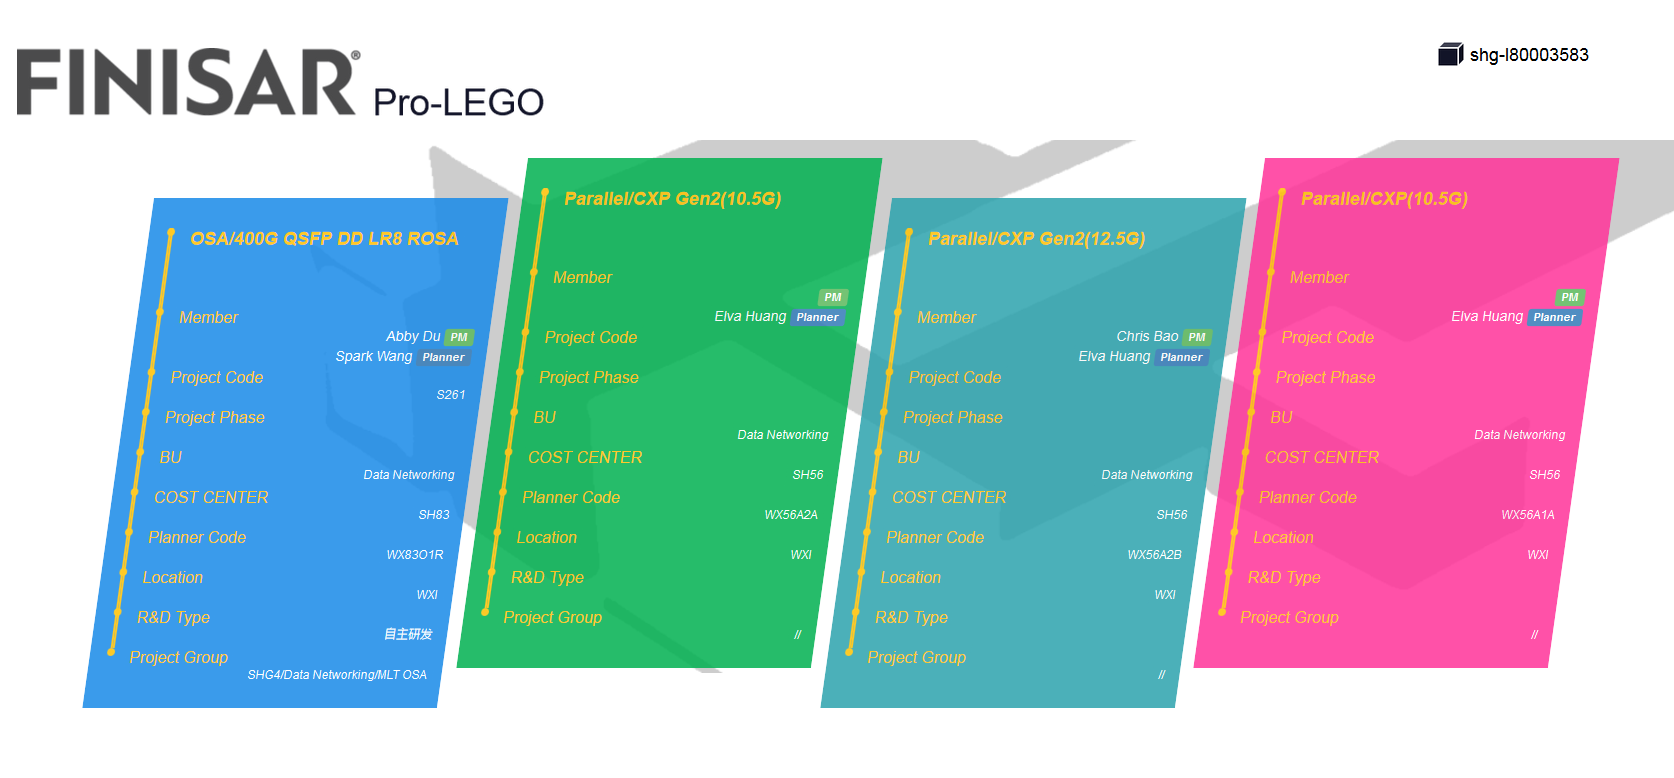 FINISAR®
Pro-LEGO
shg-l80003583
OSA/400G QSFP DD LR8 ROSA
Member
Abby Du PM
Spark Wang Planner
Project Code
S261
Project Phase
BU
Data Networking
COST CENTER
SH83
Planner Code
WX83O1R
Location
WXI
R&D Type
自主研发
Project Group
SHG4/Data Networking/MLT OSA
Parallel/CXP Gen2(10.5G)
Member
PM
Elva Huang Planner
Project Code
Project Phase
BU
Data Networking
COST CENTER
SH56
Planner Code
WX56A2A
Location
WXI
R&D Type
Project Group
//
Parallel/CXP Gen2(12.5G)
Member
Chris Bao PM
Elva Huang Planner
Project Code
Project Phase
BU
Data Networking
COST CENTER
SH56
Planner Code
WX56A2B
Location
WXI
R&D Type
Project Group
//
Parallel/CXP(10.5G)
Member
PM
Elva Huang Planner
Project Code
Project Phase
BU
Data Networking
COST CENTER
SH56
Planner Code
WX56A1A
Location
WXI
R&D Type
Project Group
//